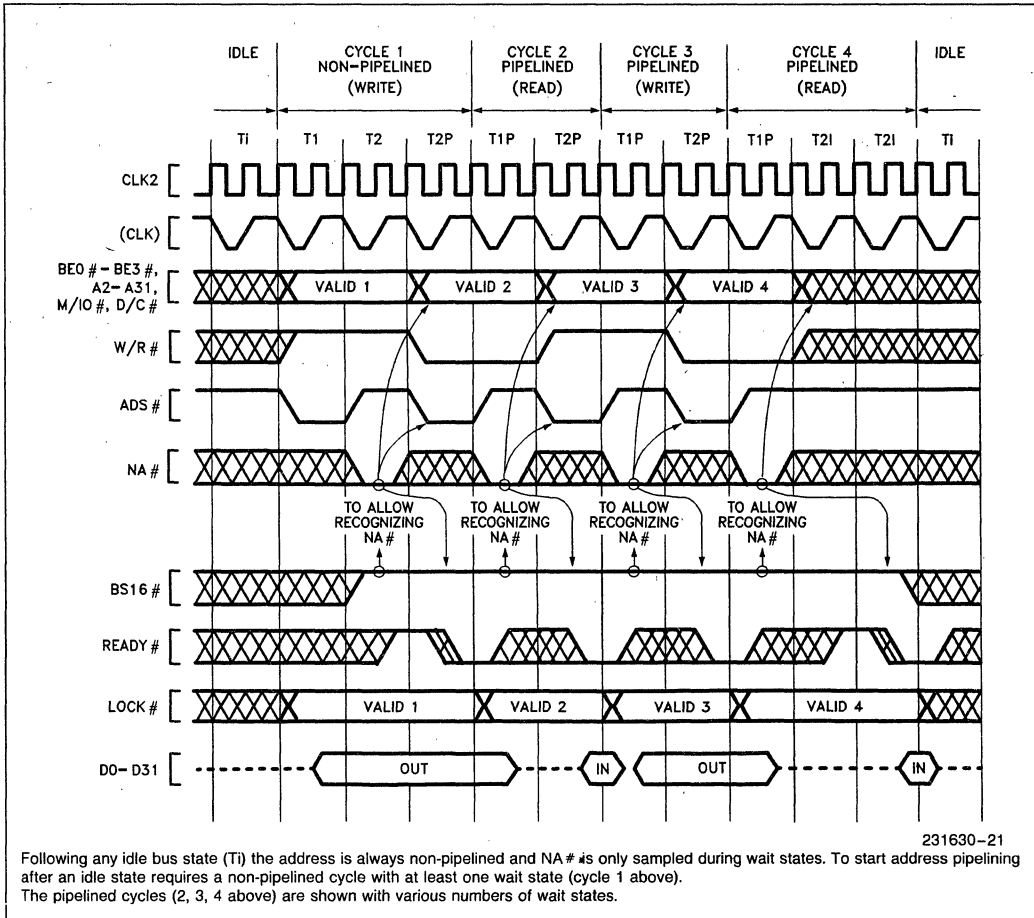 IDLE CYCLE 1 CYCLE 2 CYCLE 3 CYCLE 4 IDLE
NON-PIPELINED PIPELINED PIPELINED PIPELINED
(WRITE) (READ) (WRITE) (READ)
Ti T1 T2 T2P T1P T2P T1P T2P T1P T2I T2I Ti
CLK2
(CLK)
BE0 # - BE3 #,
A2 - A31,
M/IO #, D/C #
VALID 1 VALID 2 VALID 3 VALID 4
W/R #
ADS #
NA #
TO ALLOW TO ALLOW TO ALLOW TO ALLOW
RECOGNIZING RECOGNIZING RECOGNIZING RECOGNIZING
NA # NA # NA # NA #
BS16 #
READY #
LOCK # VALID 1 VALID 2 VALID 3 VALID 4
D0 - D31 OUT IN OUT IN
231630-21
Following any idle bus state (Ti) the address is always non-pipelined and NA # is only sampled during wait states. To start address pipelining
after an idle state requires a non-pipelined cycle with at least one wait state (cycle 1 above).
The pipelined cycles (2, 3, 4 above) are shown with various numbers of wait states.